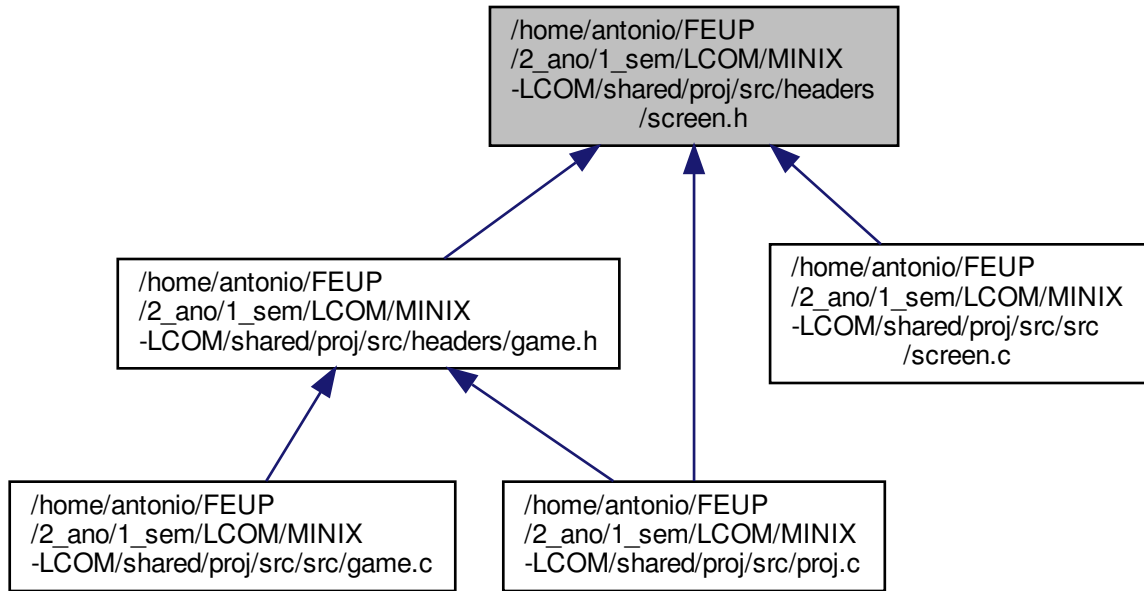 /home/antonio/FEUP
/2_ano/1_sem/LCOM/MINIX
-LCOM/shared/proj/src/headers
/screen.h
/home/antonio/FEUP
/2_ano/1_sem/LCOM/MINIX
-LCOM/shared/proj/src/headers/game.h
/home/antonio/FEUP
/2_ano/1_sem/LCOM/MINIX
-LCOM/shared/proj/src/src
/screen.c
/home/antonio/FEUP
/2_ano/1_sem/LCOM/MINIX
-LCOM/shared/proj/src/src/game.c
/home/antonio/FEUP
/2_ano/1_sem/LCOM/MINIX
-LCOM/shared/proj/src/proj.c